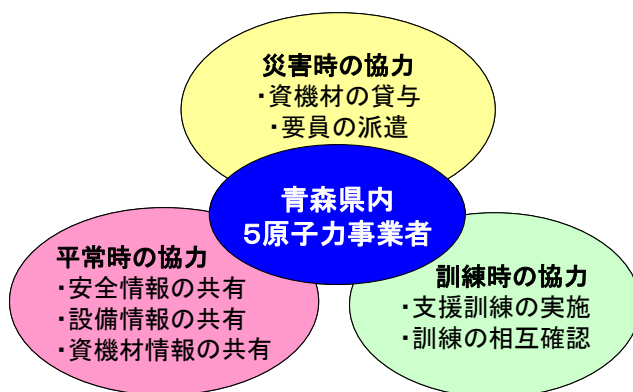 災害時の協力
・資機材の貸与
・要員の派遣
青森県内
5原子力事業者
平常時の協力
・安全情報の共有
・設備情報の共有
・資機材情報の共有
訓練時の協力
・支援訓練の実施
・訓練の相互確認